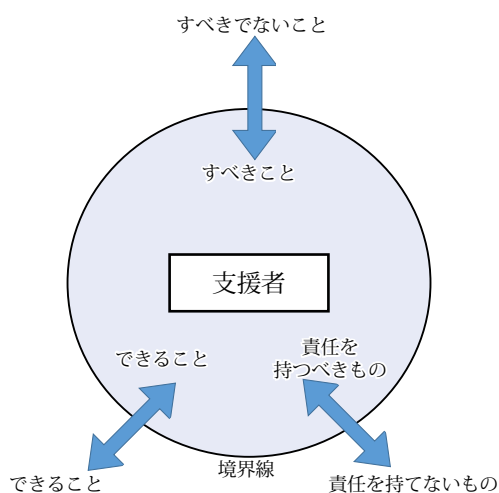 すべきでないこと
すべきこと
支援者
できること
責任を
持つべきもの
境界線
できること
責任を持てないもの